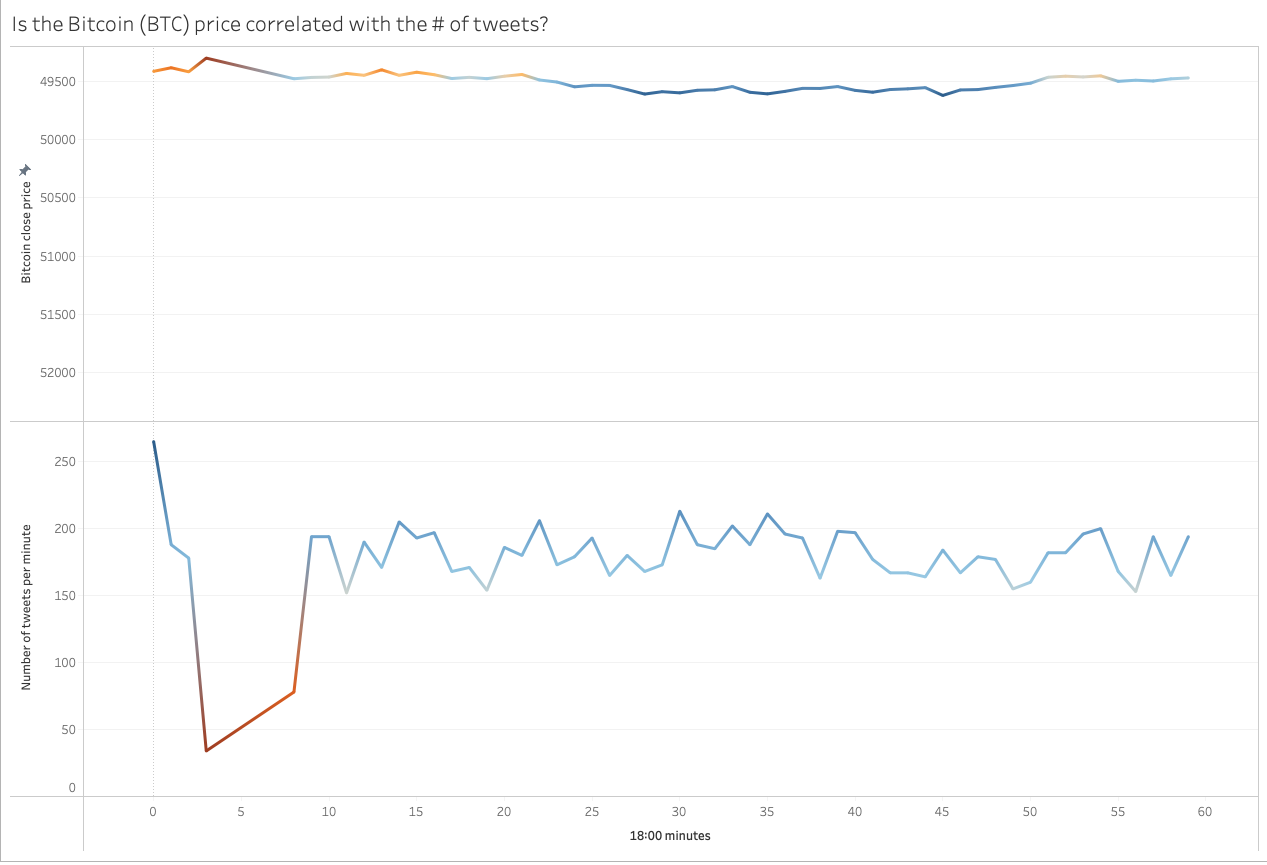 Is the Bitcoin (BTC) price correlated with the # of tweets?
Bitcoin close price
49500
50000
50500
51000
51500
52000
Number of tweets per minute
250
200
150
100
50
0
0 5 10 15 20 25 30 35 40 45 50 55 60
18:00 minutes